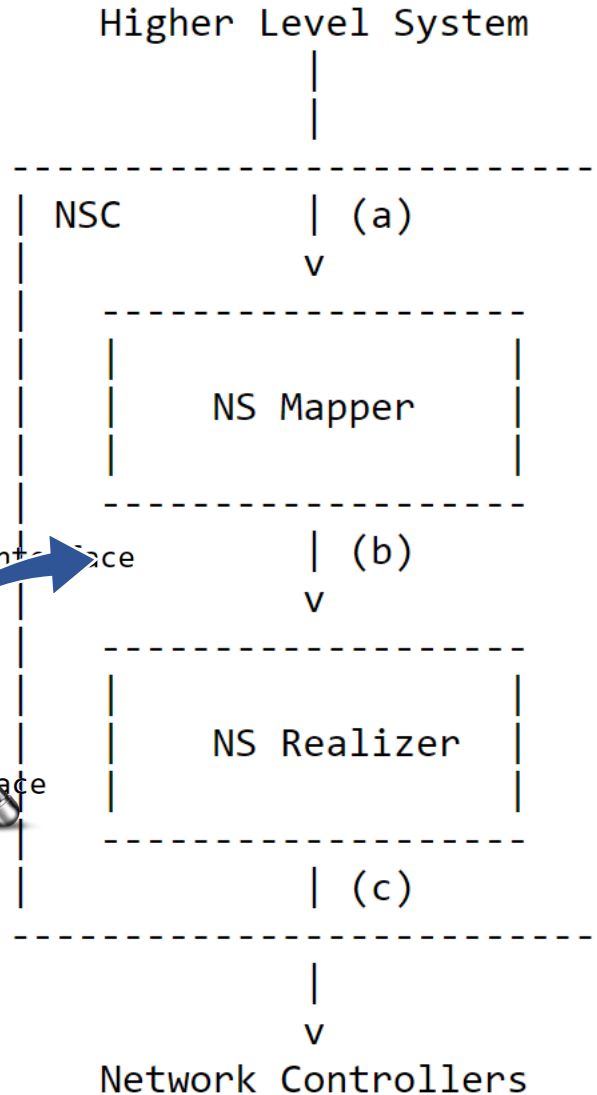 Higher Level System
NSC
(a)
v
NS Mapper
(b)
v
NS Realizer
(c)
v
Network Controllers